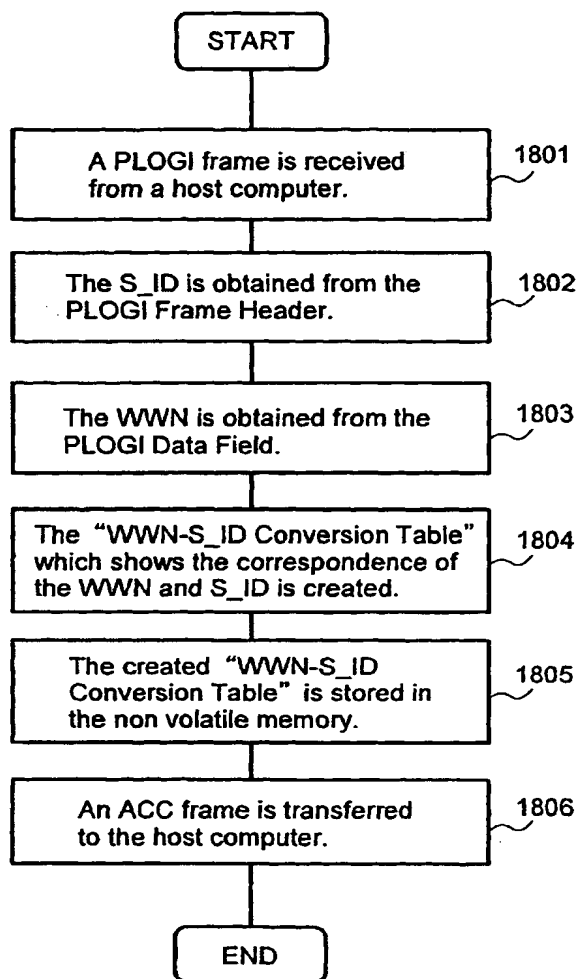 START
A PLOGI frame is received
from a host computer.
1801
The S_ID is obtained from the
PLOGI Frame Header.
1802
The WWN is obtained from the
PLOGI Data Field.
1803
The “WWN-S_ID Conversion Table”
which shows the correspondence of
the WWN and S_ID is created.
1804
The created “WWN-S_ID
Conversion Table” is stored in
the non volatile memory.
1805
An ACC frame is transferred
to the host computer.
1806
END